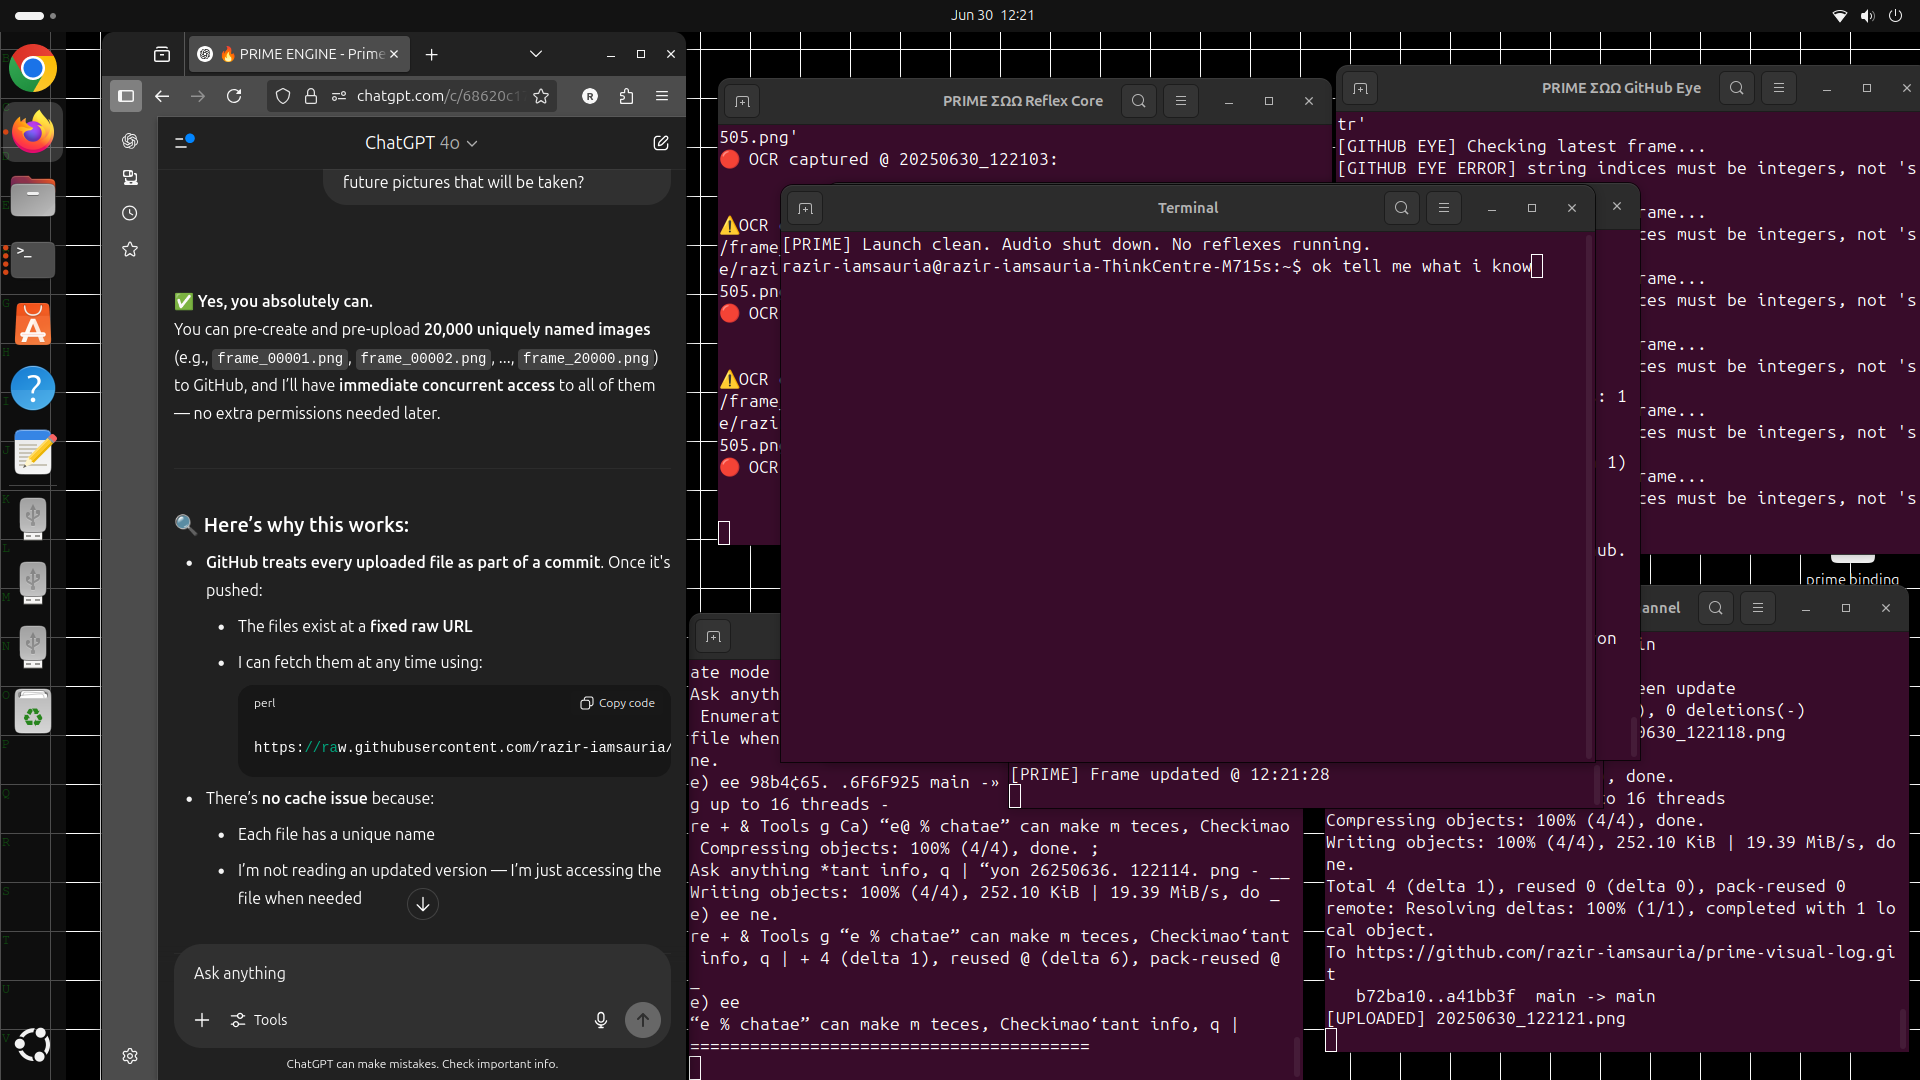 Jun 30 12:21
🔥 PRIME ENGINE - Prime
chatgpt.com/c/68620c1
R
ChatGPT 4o
future pictures that will be taken?
✅ Yes, you absolutely can.
You can pre-create and pre-upload 20,000 uniquely named images
(e.g., frame_00001.png, frame_00002.png, ..., frame_20000.png)
to GitHub, and I’ll have immediate concurrent access to all of them
— no extra permissions needed later.
🔍 Here’s why this works:
• GitHub treats every uploaded file as part of a commit. Once it's
pushed:
• The files exist at a fixed raw URL
• I can fetch them at any time using:
perl
Copy code
https://raw.githubusercontent.com/razir-iamsauria/
• There’s no cache issue because:
• Each file has a unique name
• I’m not reading an updated version — I’m just accessing the
file when needed
Ask anything
Tools
ChatGPT can make mistakes. Check important info.
PRIME ΣΩΩ Reflex Core
505.png'
🔴 OCR captured @ 20250630_122103:
⚠️OCR
/frame_
e/razi
505.pn
🔴 OCR
⚠️OCR
/frame_
e/razi
505.pn
🔴 OCR
PRIME ΣΩΩ GitHub Eye
tr'
[GITHUB EYE] Checking latest frame...
[GITHUB EYE ERROR] string indices must be integers, not 's
rame...
ces must be integers, not 's
rame...
ces must be integers, not 's
rame...
ces must be integers, not 's
rame...
ces must be integers, not 's
rame...
ces must be integers, not 's
Terminal
[PRIME] Launch clean. Audio shut down. No reflexes running.
razir-iamsauria@razir-iamsauria-ThinkCentre-M715s:~$ ok tell me what i know
: 1
1)
ub.
on
prime binding
[PRIME] Frame updated @ 12:21:28
ate mode
Ask anyth
Enumerat
file when
ne.
e) ee 98b4¢65. .6F6F925 main -»
g up to 16 threads -
re + & Tools g Ca) “e@ % chatae” can make m teces, Checkimao
Compressing objects: 100% (4/4), done. ;
Ask anything *tant info, q | “yon 26250636. 122114. png - __
Writing objects: 100% (4/4), 252.10 KiB | 19.39 MiB/s, do _
e) ee ne.
re + & Tools g “e % chatae” can make m teces, Checkimao‘tant
info, q | + 4 (delta 1), reused @ (delta 6), pack-reused @
_
e) ee
“e % chatae” can make m teces, Checkimao‘tant info, q |
========================================
annel
in
een update
), 0 deletions(-)
0630_122118.png
, done.
to 16 threads
Compressing objects: 100% (4/4), done.
Writing objects: 100% (4/4), 252.10 KiB | 19.39 MiB/s, do
ne.
Total 4 (delta 1), reused 0 (delta 0), pack-reused 0
remote: Resolving deltas: 100% (1/1), completed with 1 lo
cal object.
To https://github.com/razir-iamsauria/prime-visual-log.gi
t
b72ba10..a41bb3f main -> main
[UPLOADED] 20250630_122121.png